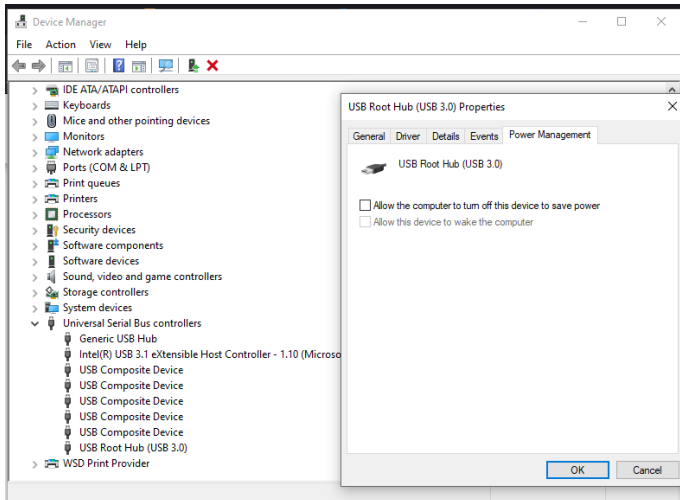 Device Manager
File Action View Help
IDE ATA/ATAPI controllers
Keyboards
Mice and other pointing devices
Monitors
Network adapters
Ports (COM & LPT)
Print queues
Printers
Processors
Security devices
Software components
Software devices
Sound, video and game controllers
Storage controllers
System devices
Universal Serial Bus controllers
Generic USB Hub
Intel(R) USB 3.1 eXtensible Host Controller - 1.10 (Microso
USB Composite Device
USB Composite Device
USB Composite Device
USB Composite Device
USB Composite Device
USB Root Hub (USB 3.0)
WSD Print Provider
USB Root Hub (USB 3.0) Properties
General Driver Details Events Power Management
USB Root Hub (USB 3.0)
Allow the computer to turn off this device to save power
Allow this device to wake the computer
OK Cancel